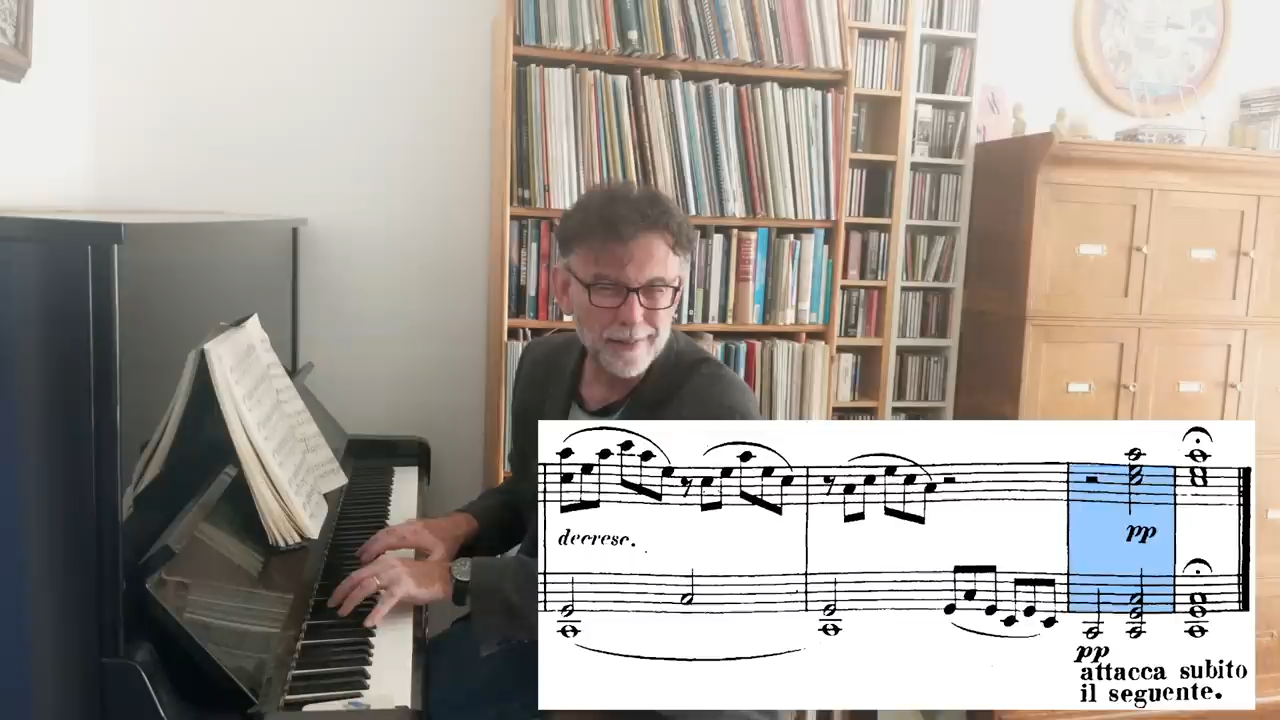 decresc.
pp
pp
attacca subito
il seguente.